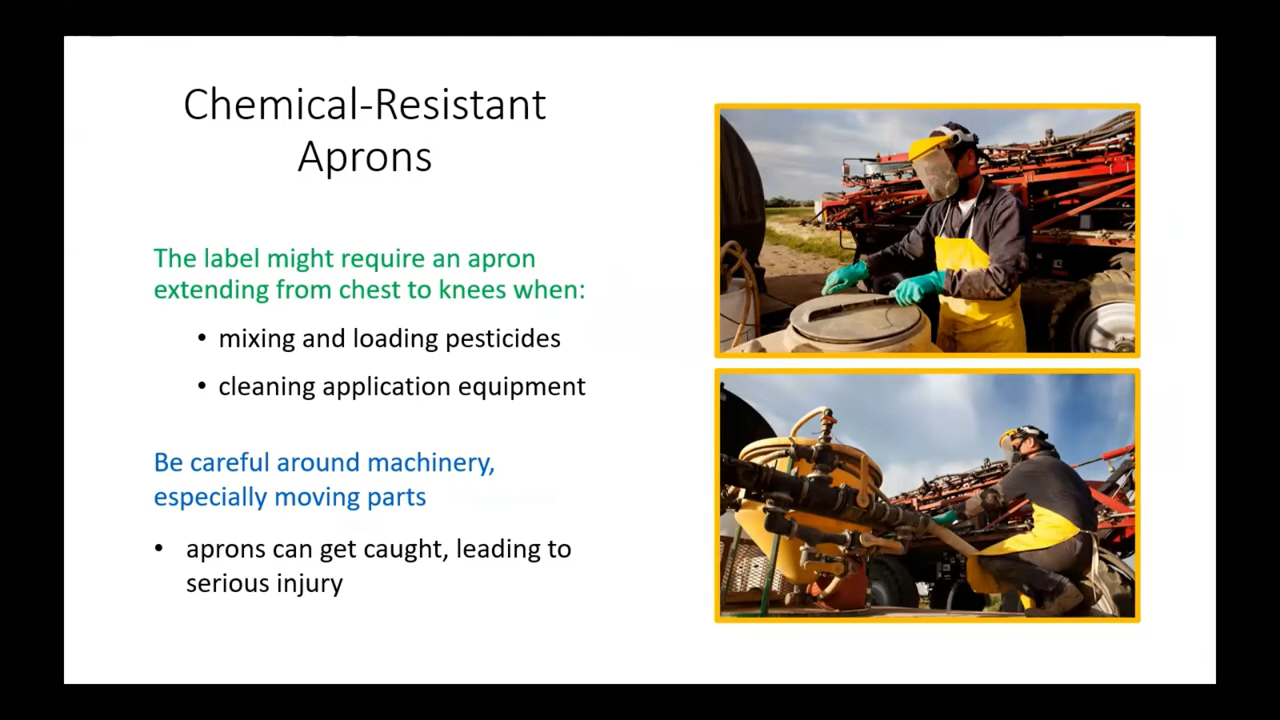 Chemical-Resistant
Aprons
The label might require an apron
extending from chest to knees when:
• mixing and loading pesticides
• cleaning application equipment
Be careful around machinery,
especially moving parts
• aprons can get caught, leading to
serious injury